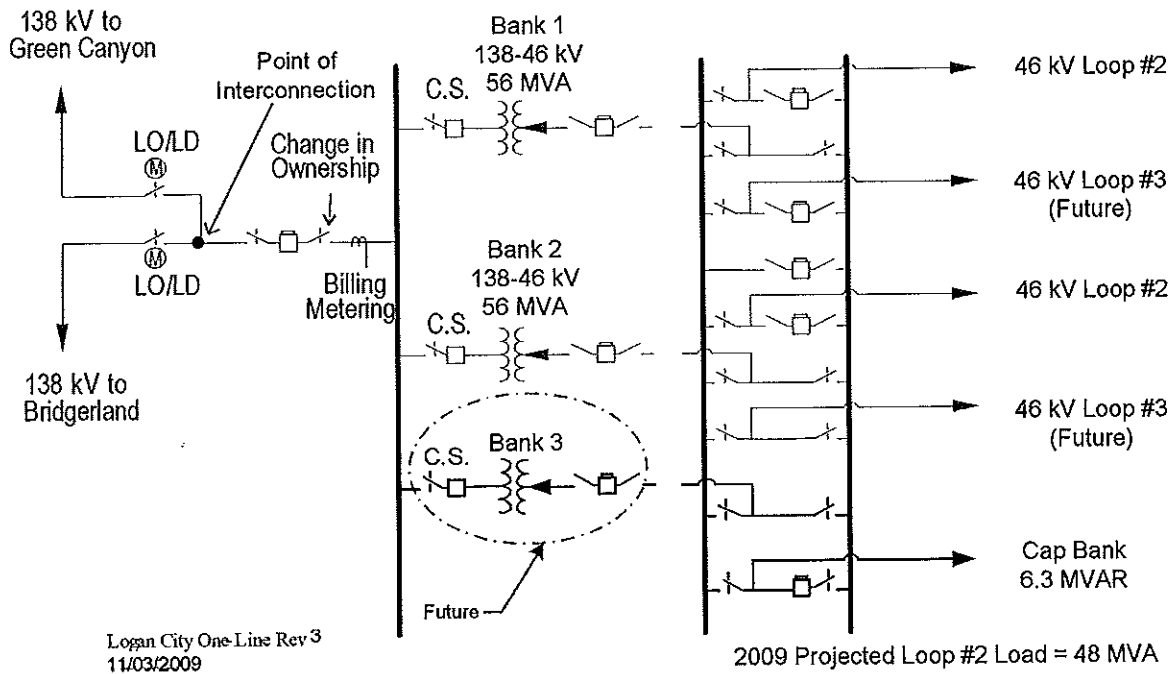 138 kV to
Green Canyon
Point of
Interconnection
LO/LD
M
Change in
Ownership
M
LO/LD
Billing
Metering
138 kV to
Bridgerland
Bank 1
138-46 kV
56 MVA
C.S.
Bank 2
138-46 kV
56 MVA
C.S.
Bank 3
C.S.
Future
46 kV Loop #2
46 kV Loop #3
(Future)
46 kV Loop #2
46 kV Loop #3
(Future)
Cap Bank
6.3 MVAR
Logan City One-Line Rev 3
11/03/2009
2009 Projected Loop #2 Load = 48 MVA